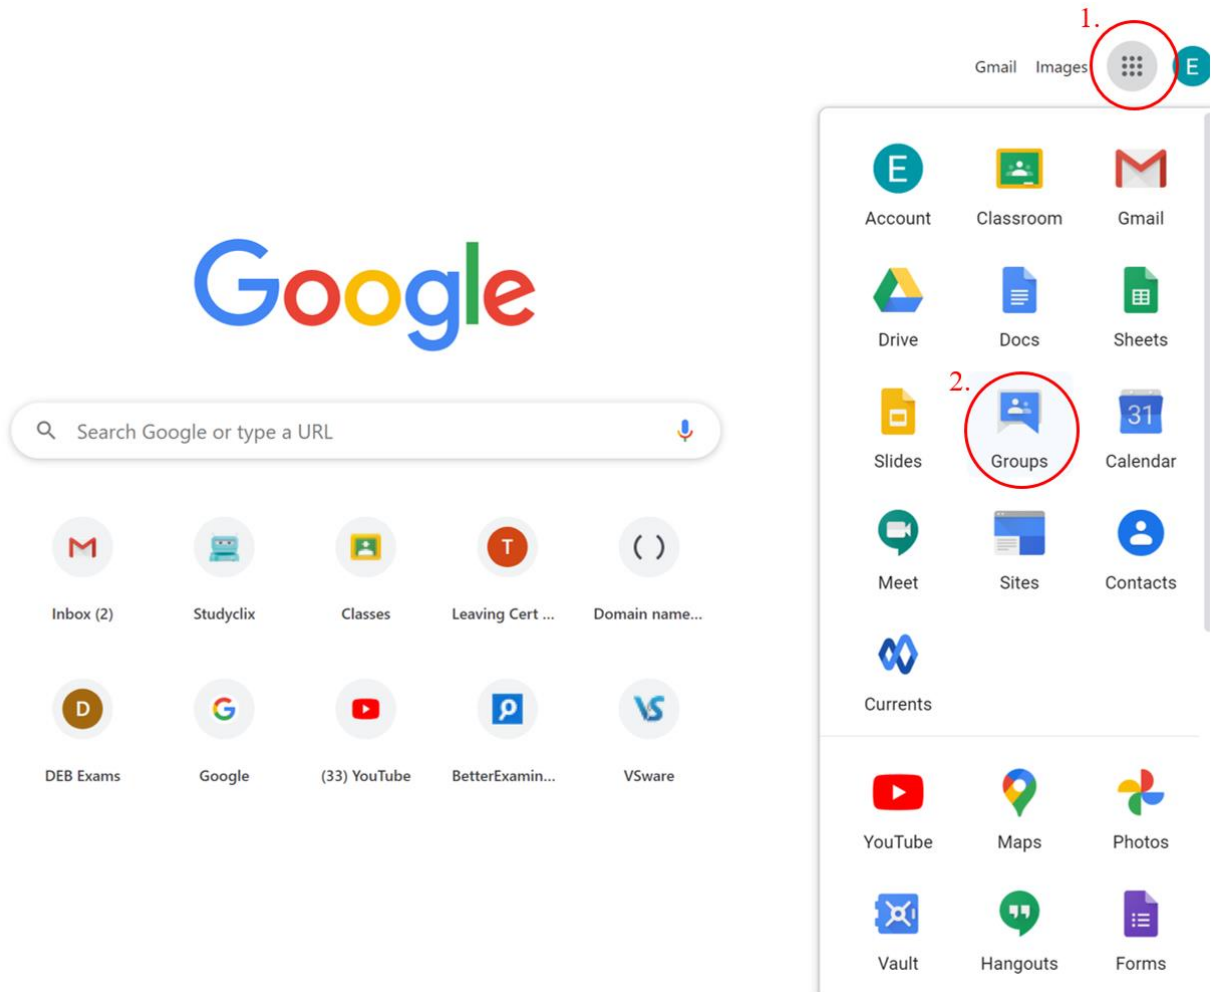 1.
Gmail Images E
E
Account Classroom Gmail
Google
Drive Docs Sheets
2.
31
Slides Groups Calendar
Search Google or type a URL
Meet Sites Contacts
T ( )
Inbox (2) Studyclix Classes Leaving Cert ... Domain name...
Currents
D G VS
DEB Exams Google (33) YouTube BetterExamin... VSware
YouTube Maps Photos
Vault Hangouts Forms